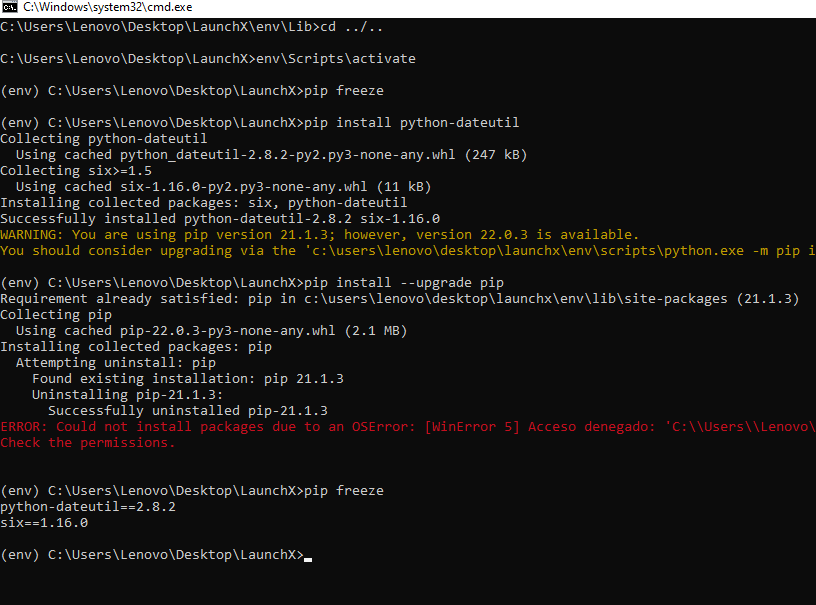 C:\Windows\system32\cmd.exe
C:\Users\Lenovo\Desktop\LaunchX\env\Lib>cd ../..
C:\Users\Lenovo\Desktop\LaunchX>env\Scripts\activate
(env) C:\Users\Lenovo\Desktop\LaunchX>pip freeze
(env) C:\Users\Lenovo\Desktop\LaunchX>pip install python-dateutil
Collecting python-dateutil
  Using cached python_dateutil-2.8.2-py2.py3-none-any.whl (247 kB)
Collecting six>=1.5
  Using cached six-1.16.0-py2.py3-none-any.whl (11 kB)
Installing collected packages: six, python-dateutil
Successfully installed python-dateutil-2.8.2 six-1.16.0
WARNING: You are using pip version 21.1.3; however, version 22.0.3 is available.
You should consider upgrading via the 'c:\users\lenovo\desktop\launchx\env\scripts\python.exe -m pip i
(env) C:\Users\Lenovo\Desktop\LaunchX>pip install --upgrade pip
Requirement already satisfied: pip in c:\users\lenovo\desktop\launchx\env\lib\site-packages (21.1.3)
Collecting pip
  Using cached pip-22.0.3-py3-none-any.whl (2.1 MB)
Installing collected packages: pip
  Attempting uninstall: pip
    Found existing installation: pip 21.1.3
    Uninstalling pip-21.1.3:
      Successfully uninstalled pip-21.1.3
ERROR: Could not install packages due to an OSError: [WinError 5] Acceso denegado: 'C:\\Users\\Lenovo\
Check the permissions.
(env) C:\Users\Lenovo\Desktop\LaunchX>pip freeze
python-dateutil==2.8.2
six==1.16.0
(env) C:\Users\Lenovo\Desktop\LaunchX>